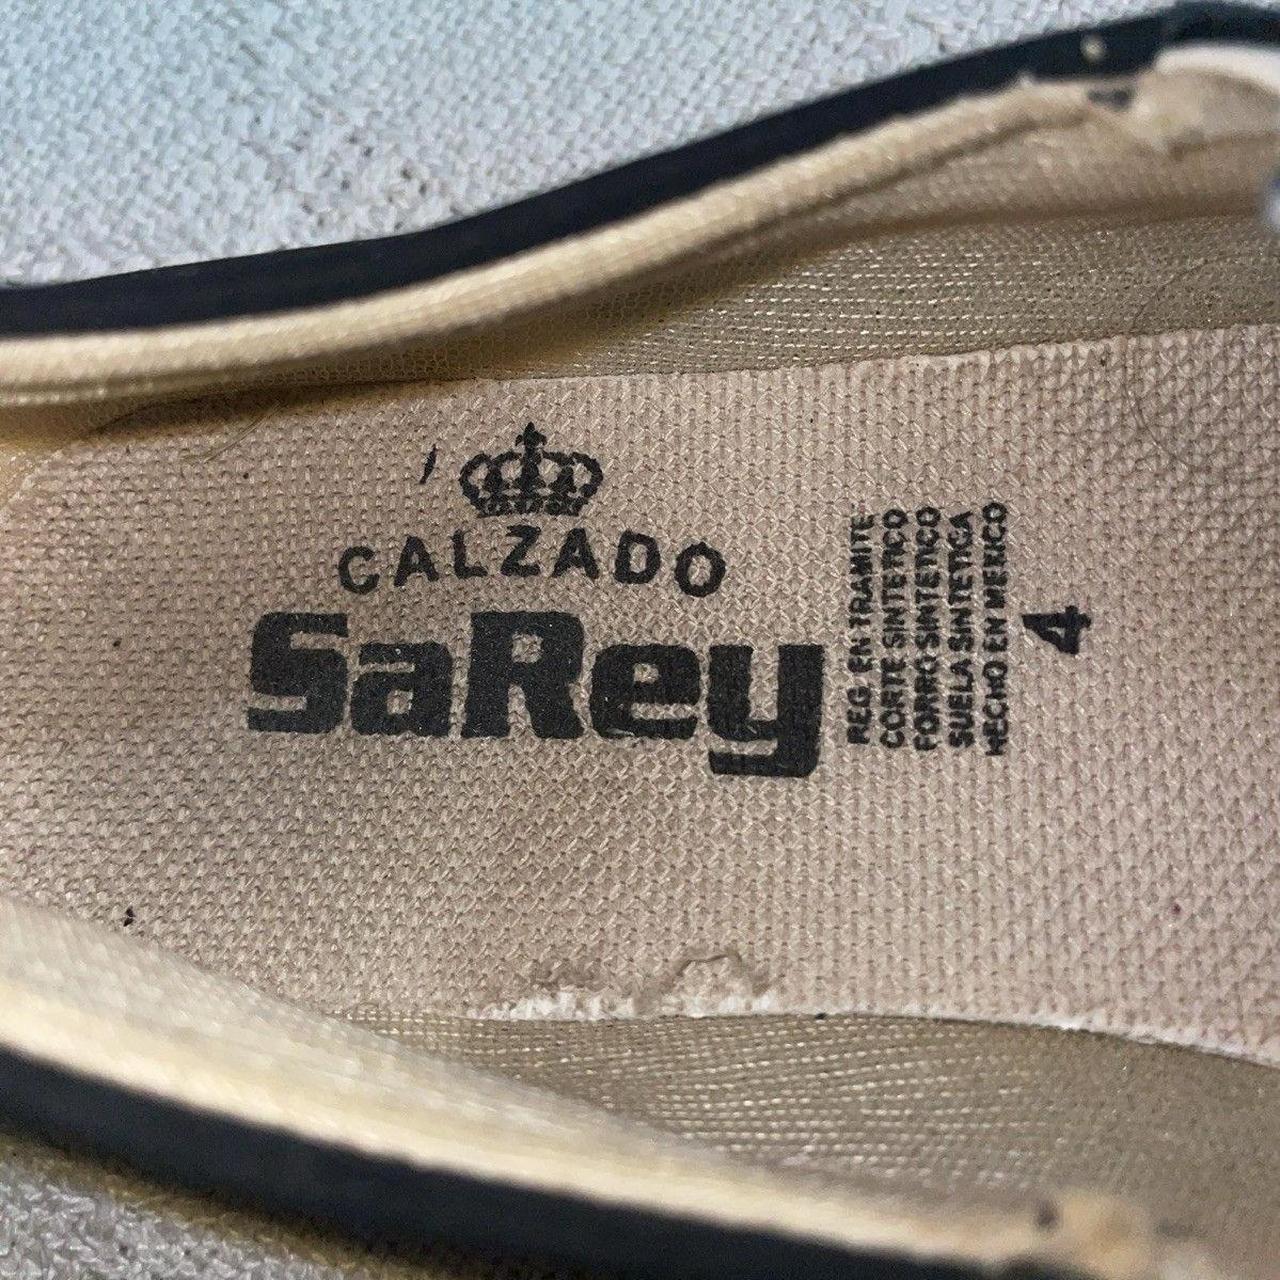 CALZADO
SaRey
REG. EN TRAMITE
CORTE SINTETICO
FORRO SINTETICO
SUELA SINTETICA
HECHO EN MEXICO
4